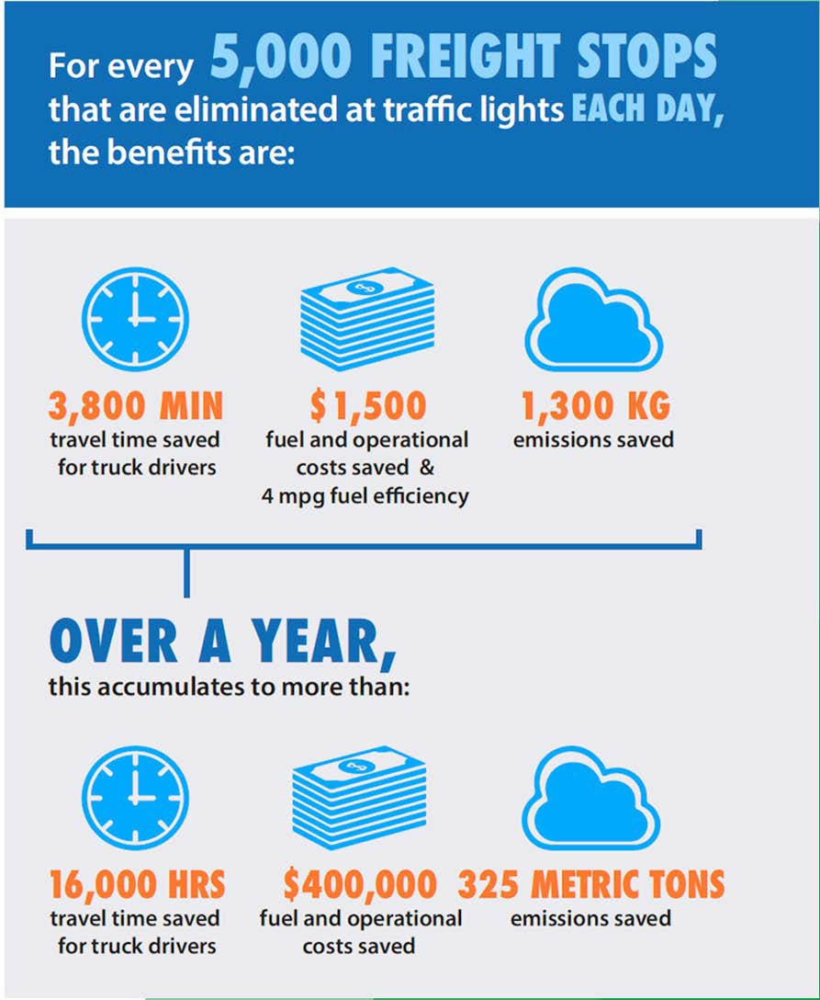 For every 5,000 FREIGHT STOPS
that are eliminated at traffic lights EACH DAY,
the benefits are:
3,800 MIN
travel time saved
for truck drivers
$1,500
fuel and operational
costs saved &
4 mpg fuel efficiency
1,300 KG
emissions saved
OVER A YEAR,
this accumulates to more than:
16,000 HRS
travel time saved
for truck drivers
$400,000
fuel and operational
costs saved
325 METRIC TONS
emissions saved